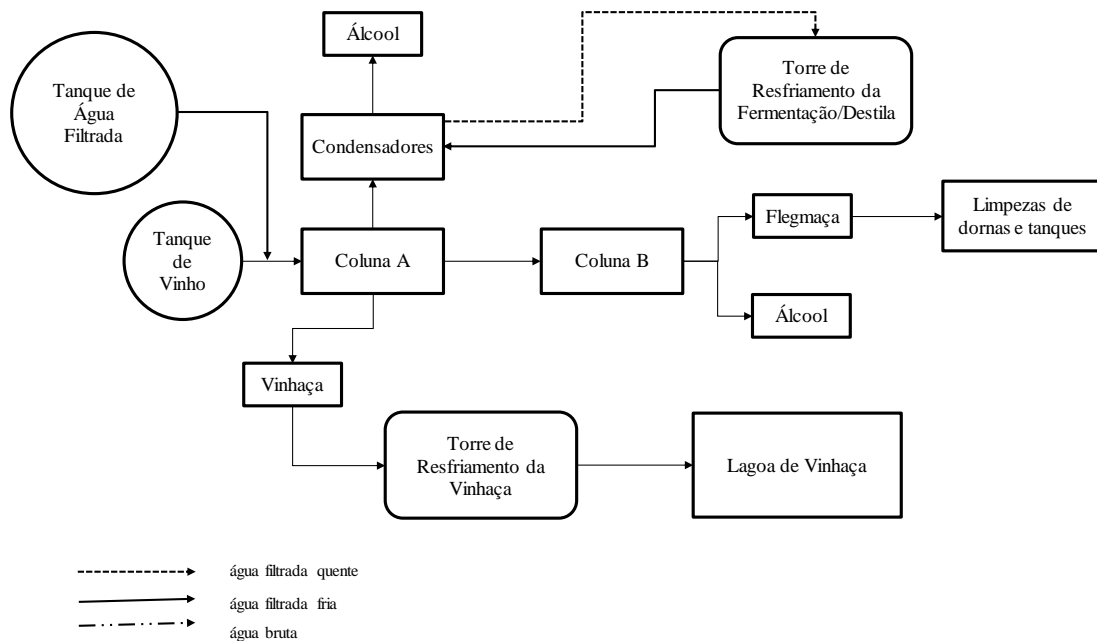 Álcool
Tanque de
Água
Filtrada
Torre de
Resfriamento da
Fermentação/Destila
Condensadores
Flegmaça
Limpezas de
dornas e tanques
Tanque
de
Vinho
Coluna A
Coluna B
Álcool
Vinhaça
Torre de
Resfriamento da
Vinhaça
Lagoa de Vinhaça
água filtrada quente
água filtrada fria
água bruta